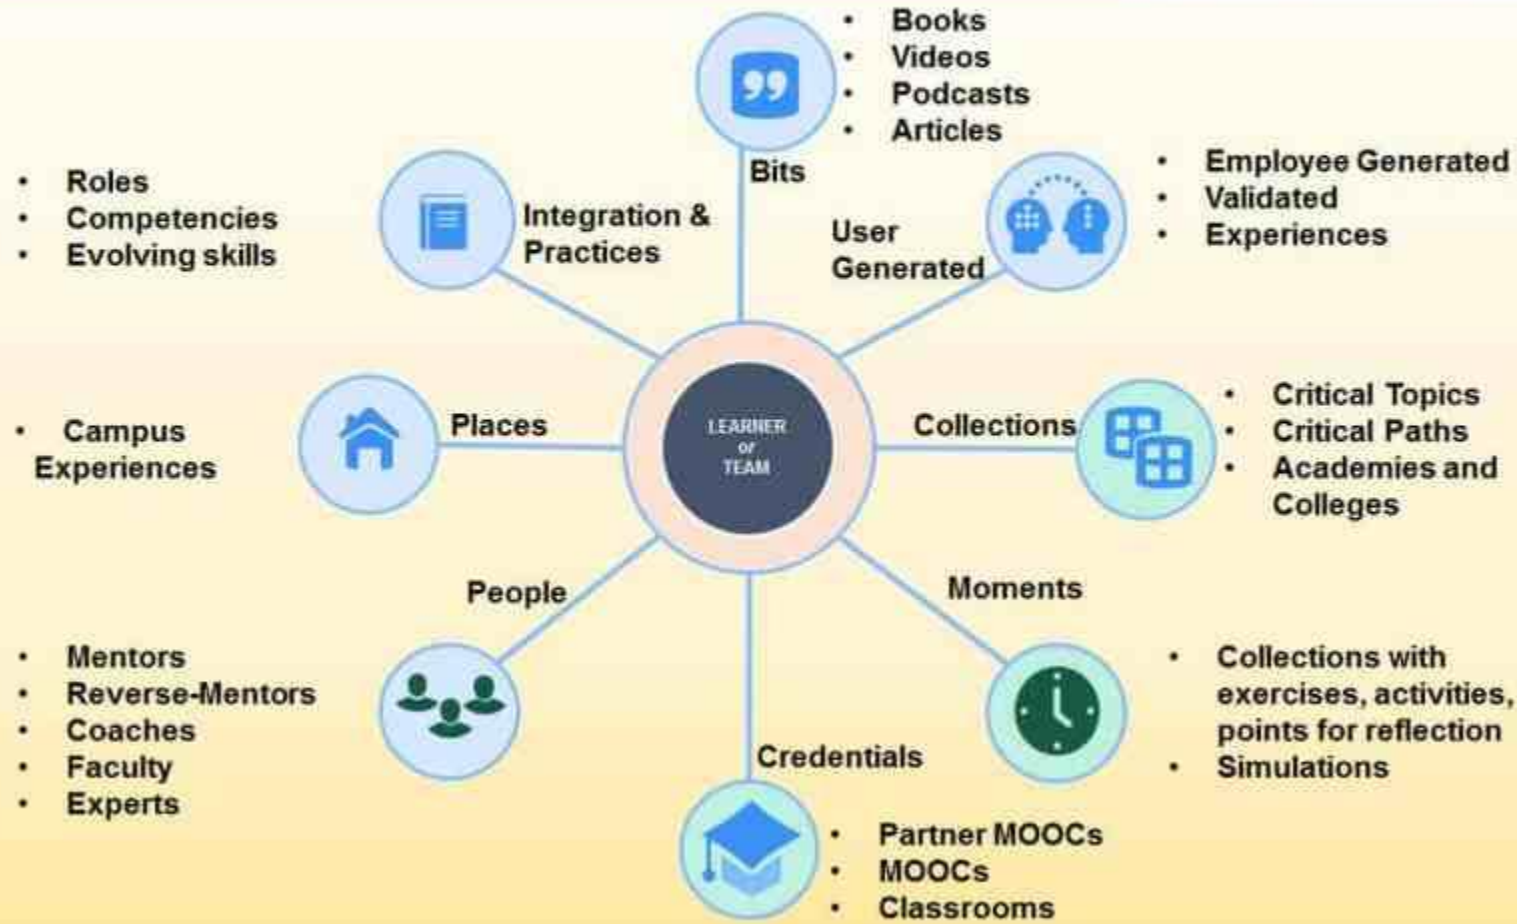 • Books
• Videos
• Podcasts
• Articles
Bits
• Employee Generated
• Validated
• Experiences
User
Generated
• Roles
• Competencies
• Evolving skills
Integration &
Practices
• Campus
Experiences
Places
LEARNER
or
TEAM
Collections
• Critical Topics
• Critical Paths
• Academies and
Colleges
People
• Mentors
• Reverse-Mentors
• Coaches
• Faculty
• Experts
Moments
• Collections with
exercises, activities,
points for reflection
• Simulations
Credentials
• Partner MOOCs
• MOOCs
• Classrooms